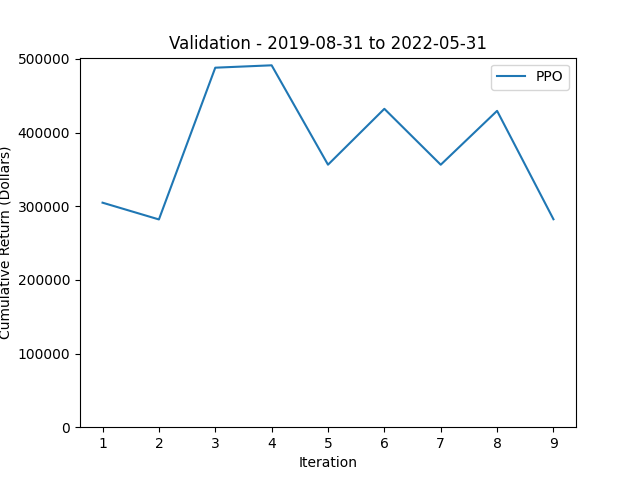 Validation - 2019-08-31 to 2022-05-31
PPO
Cumulative Return (Dollars)
500000
400000
300000
200000
100000
0
1 2 3 4 5 6 7 8 9
Iteration